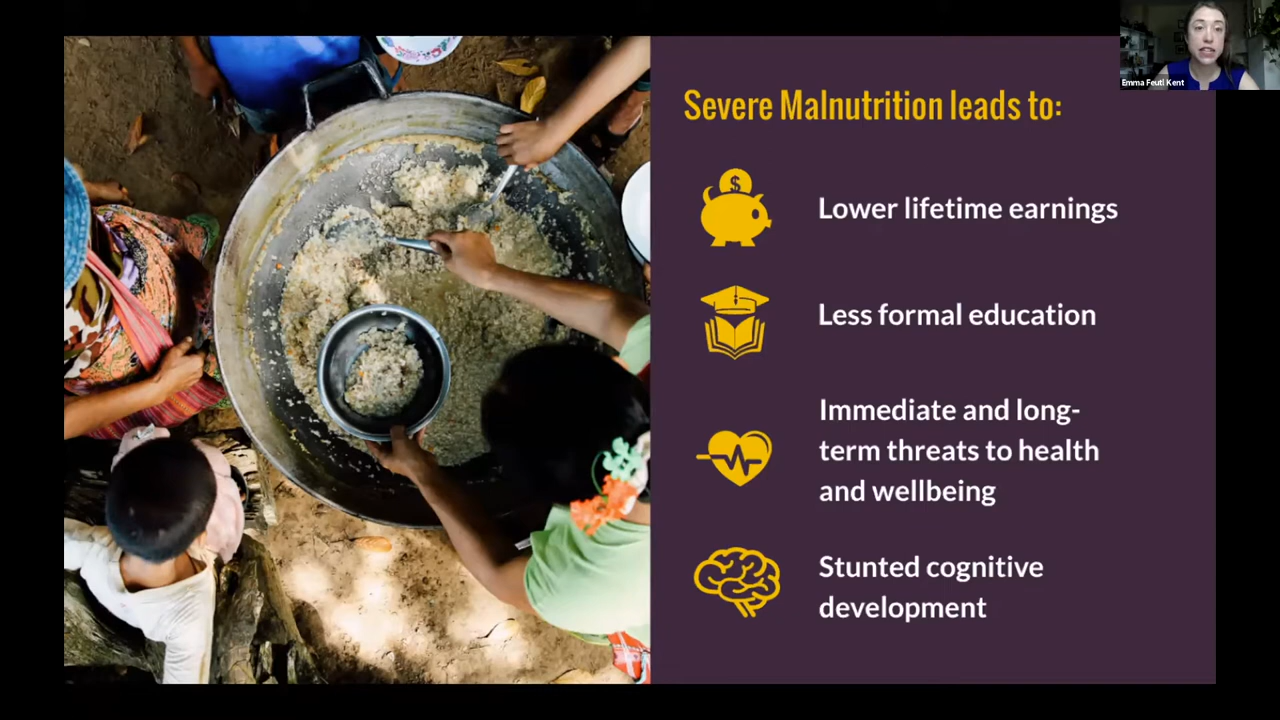 Emma Feutl Kent
Severe Malnutrition leads to:
$
Lower lifetime earnings
Less formal education
Immediate and long-
term threats to health
and wellbeing
Stunted cognitive
development